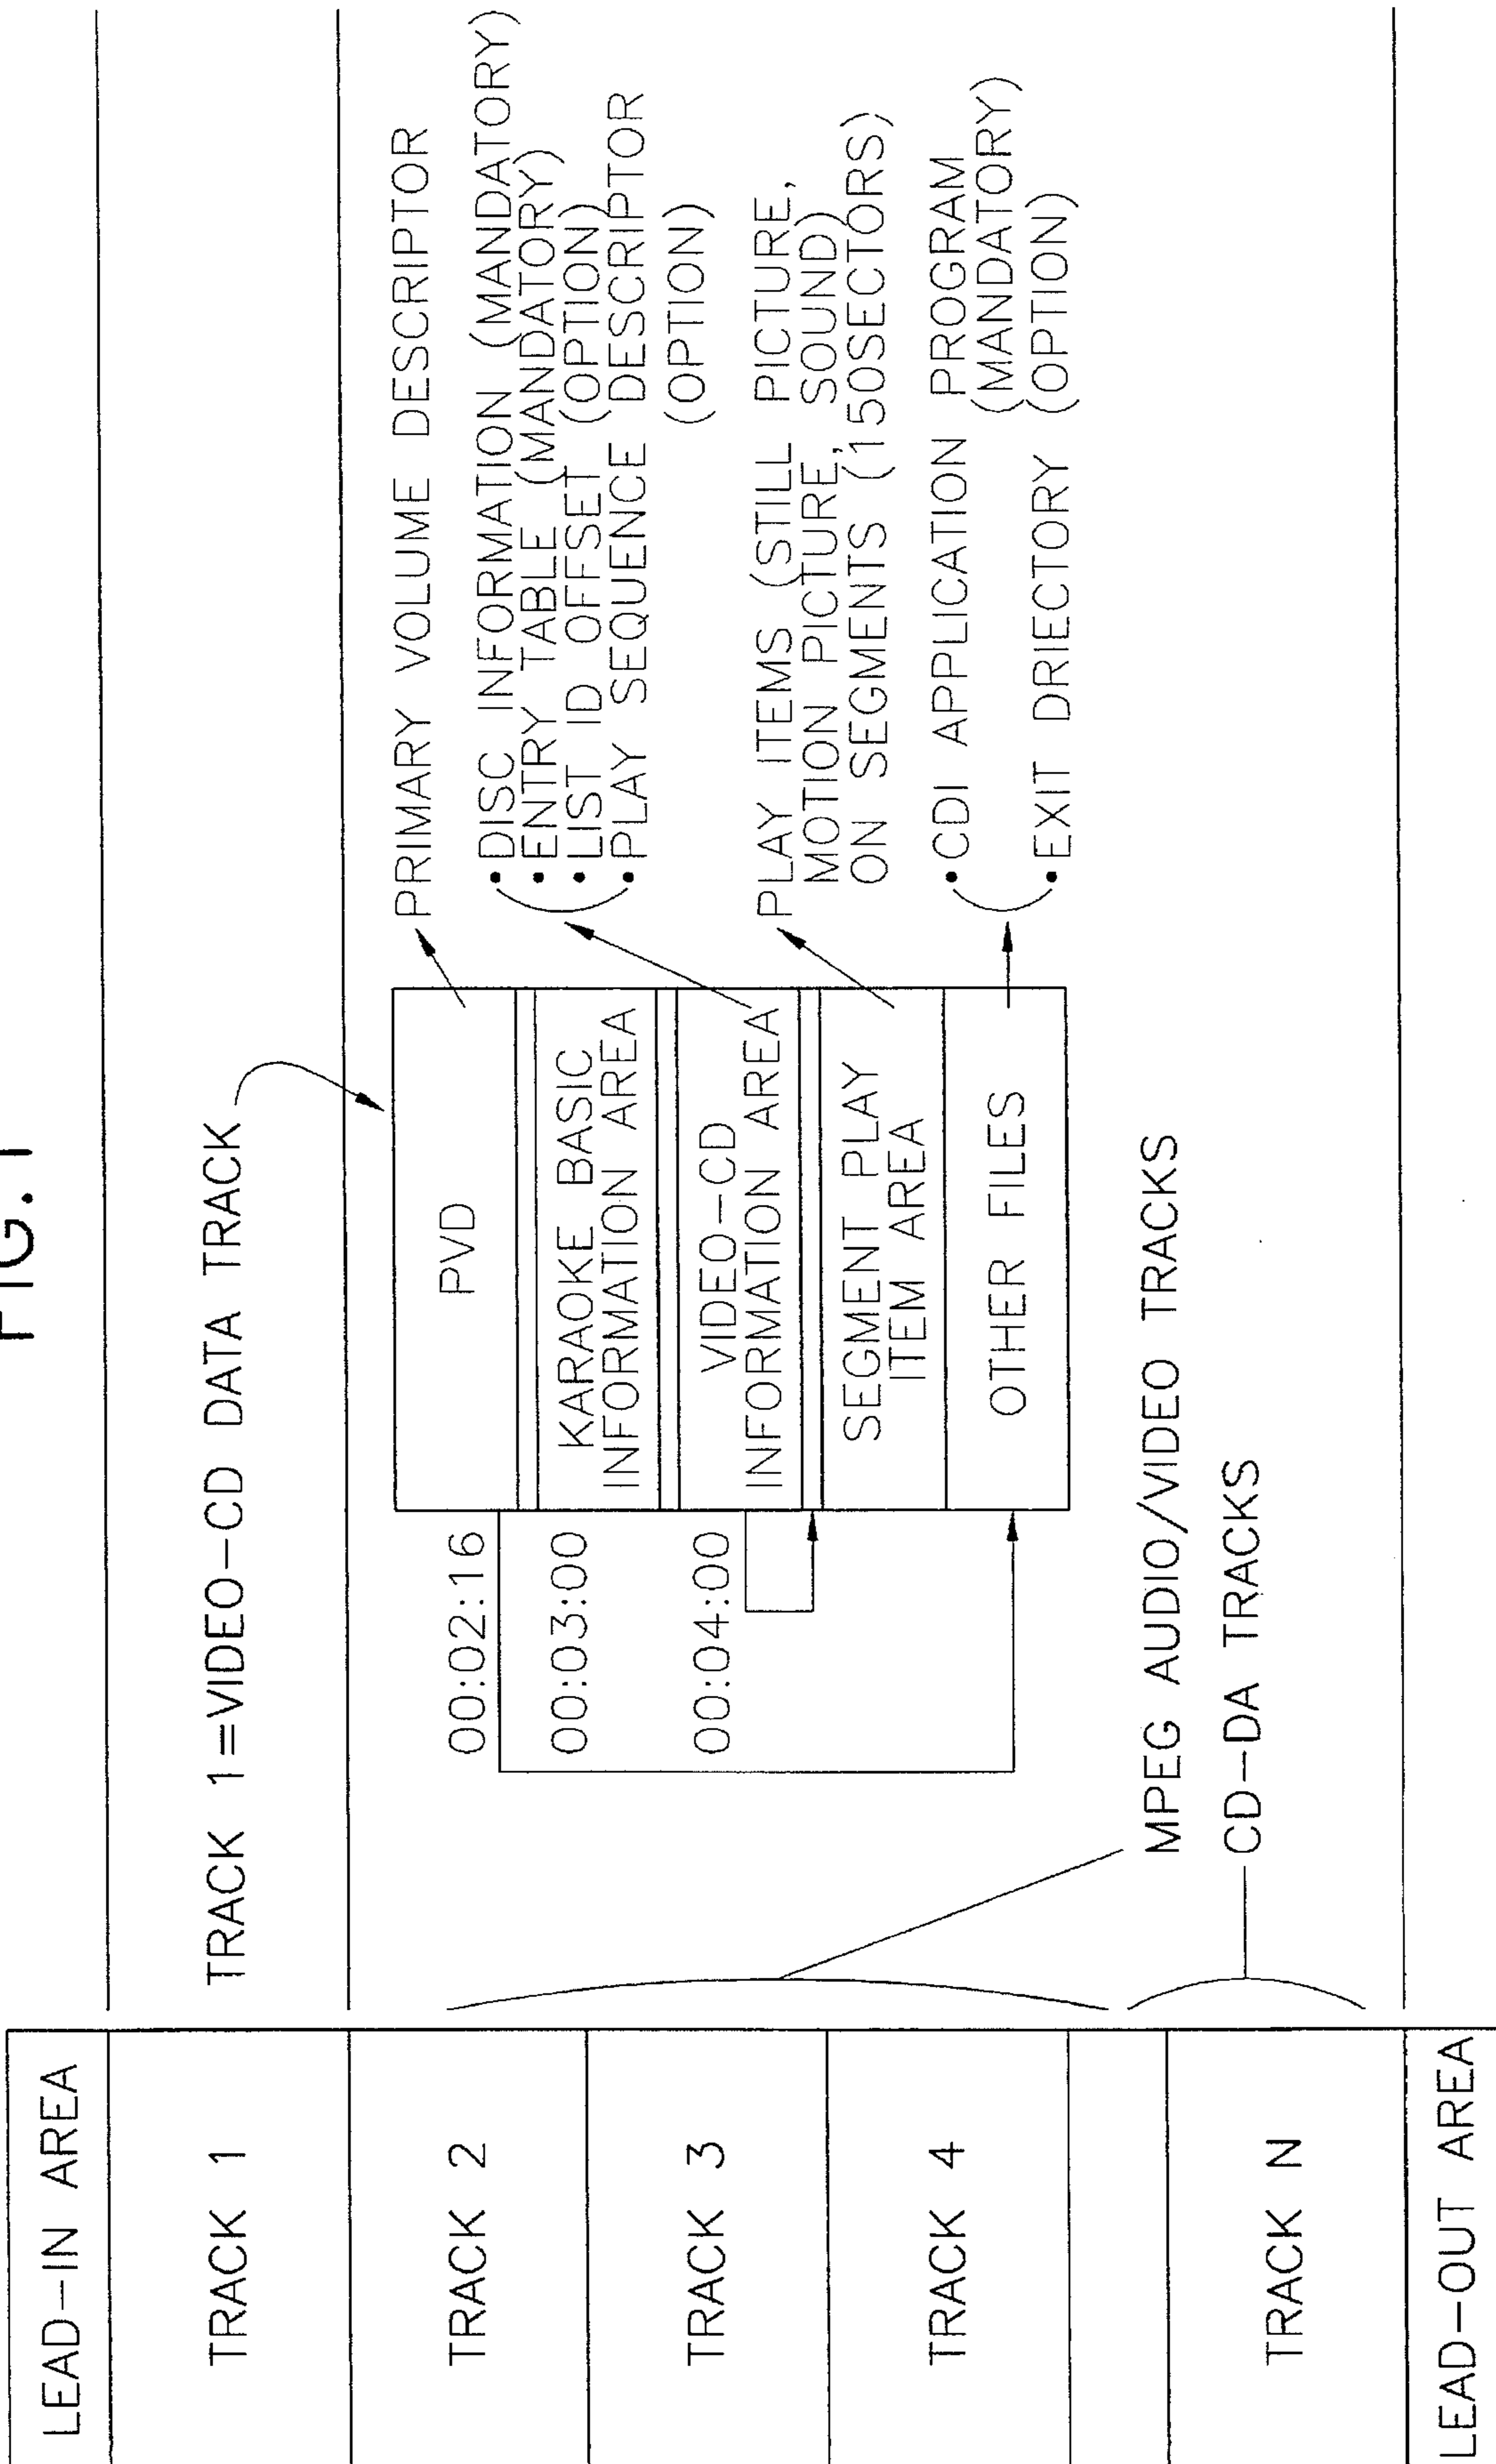 FIG. 1
LEAD-IN AREA
TRACK 1
TRACK 2
TRACK 3
TRACK 4
TRACK N
LEAD-OUT AREA
TRACK 1=VIDEO-CD DATA TRACK
00:02:16
00:03:00
00:04:00
PVD
KARAOKE BASIC
INFORMATION AREA
VIDEO-CD
INFORMATION AREA
SEGMENT PLAY
ITEM AREA
OTHER FILES
PRIMARY VOLUME DESCRIPTOR
•DISC INFORMATION (MANDATORY)
•ENTRY TABLE (MANDATORY)
•LIST ID OFFSET (OPTION)
•PLAY SEQUENCE DESCRIPTOR
(OPTION)
PLAY ITEMS (STILL PICTURE,
MOTION PICTURE, SOUND)
ON SEGMENTS (150SECTORS)
•CDI APPLICATION PROGRAM
(MANDATORY)
•EXIT DRIECTORY (OPTION)
MPEG AUDIO/VIDEO TRACKS
CD-DA TRACKS